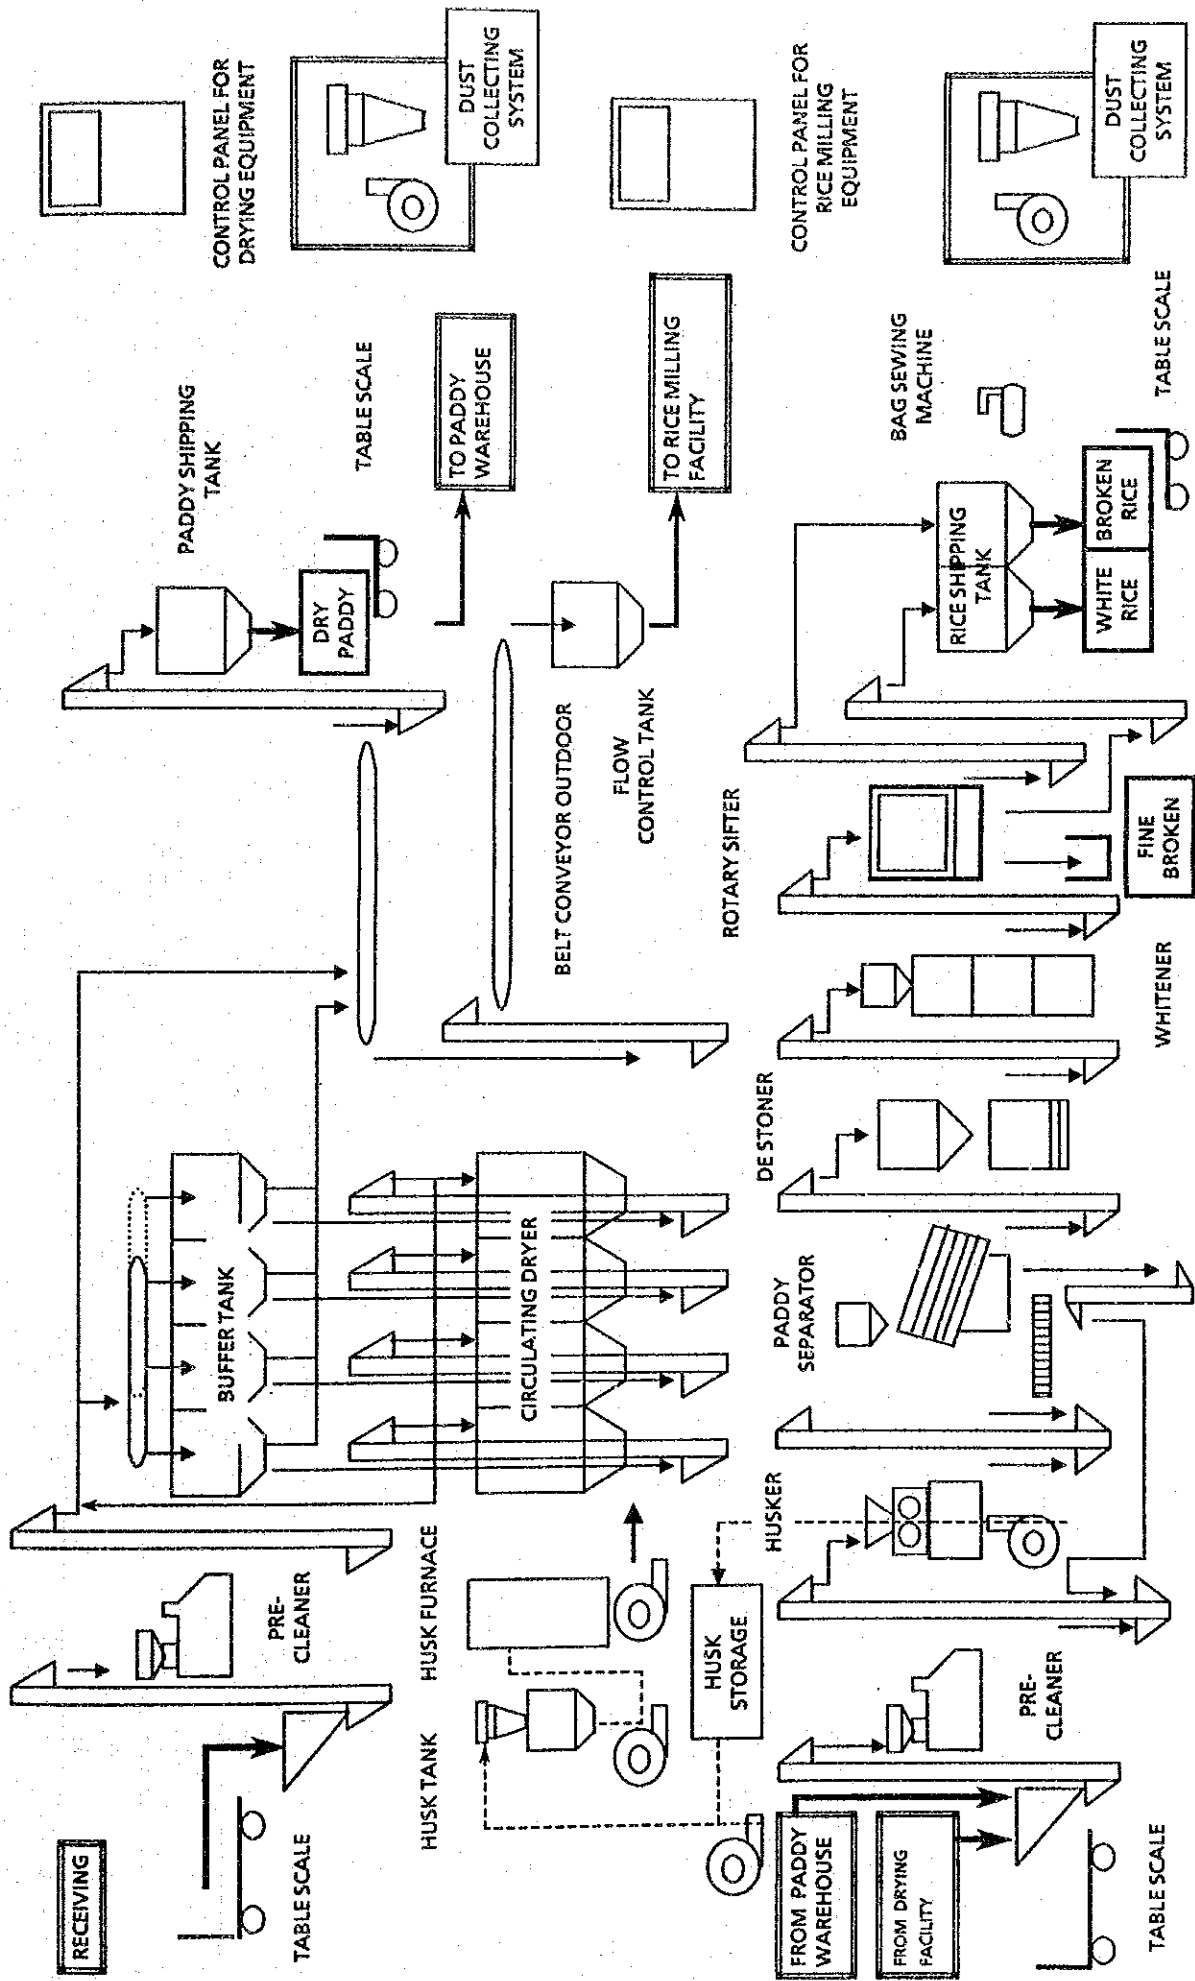 RECEIVING
TABLE SCALE
PRE-
CLEANER
BUFFER TANK
PADDY SHIPPING
TANK
DRY
PADDY
TABLE SCALE
TO PADDY
WAREHOUSE
CONTROL PANEL FOR
DRYING EQUIPMENT
DUST
COLLECTING
SYSTEM
HUSK TANK
HUSK FURNACE
CIRCULATING DRYER
BELT CONVEYOR OUTDOOR
FLOW
CONTROL TANK
TO RICE MILLING
FACILITY
HUSK
STORAGE
CONTROL PANEL FOR
RICE MILLING
EQUIPMENT
DUST
COLLECTING
SYSTEM
FROM PADDY
WAREHOUSE
FROM DRYING
FACILITY
TABLE SCALE
PRE-
CLEANER
HUSKER
PADDY
SEPARATOR
DE STONER
WHITENER
ROTARY SIFTER
FINE
BROKEN
RICE SHIPPING
TANK
WHITE
RICE
BROKEN
RICE
BAG SEWING
MACHINE
TABLE SCALE